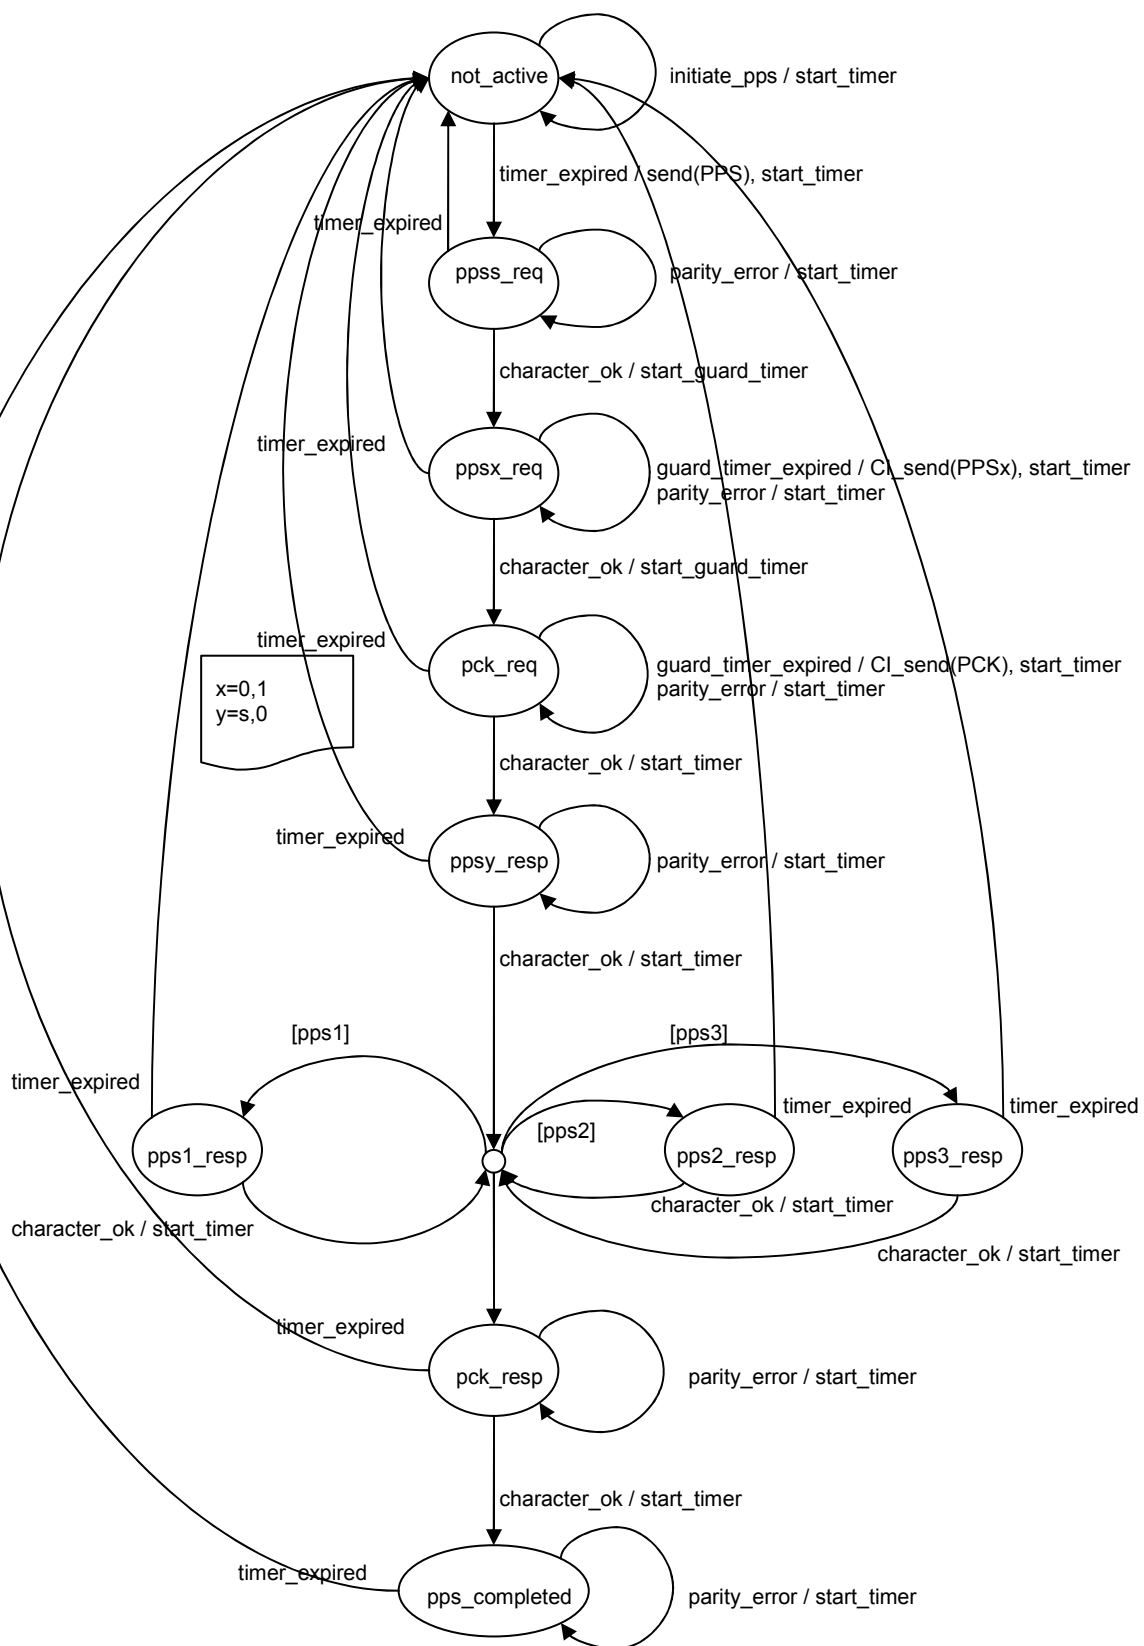 not_active
initiate_pps / start_timer
timer_expired / send(PPS), start_timer
timer_expired
ppss_req
parity_error / start_timer
character_ok / start_guard_timer
timer_expired
ppsx_req
guard_timer_expired / CI_send(PPSx), start_timer
parity_error / start_timer
character_ok / start_guard_timer
timer_expired
pck_req
guard_timer_expired / CI_send(PCK), start_timer
parity_error / start_timer
x=0,1
y=s,0
character_ok / start_timer
timer_expired
ppsy_resp
parity_error / start_timer
character_ok / start_timer
[pps1]
[pps3]
timer_expired
timer_expired
timer_expired
[pps2]
pps1_resp
pps2_resp
pps3_resp
character_ok / start_timer
character_ok / start_timer
character_ok / start_timer
timer_expired
pck_resp
parity_error / start_timer
character_ok / start_timer
timer_expired
pps_completed
parity_error / start_timer